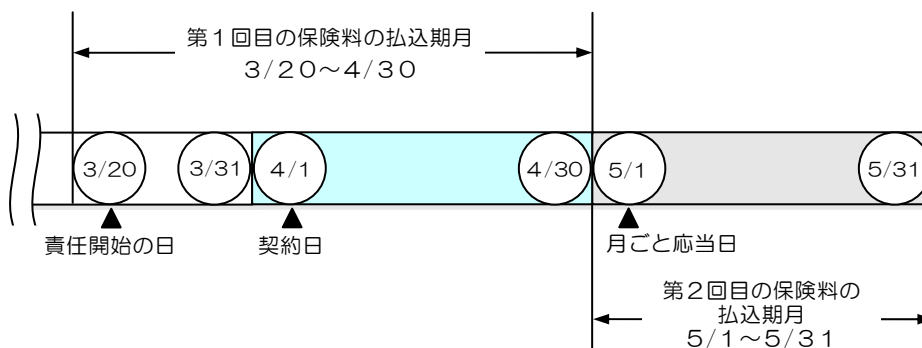 第１回目の保険料の払込期月
３/２０～４/３０
3/20
3/31
4/1
4/30
5/1
5/31
責任開始の日
契約日
月ごと応当日
第２回目の保険料の
払込期月
５/１～５/３１